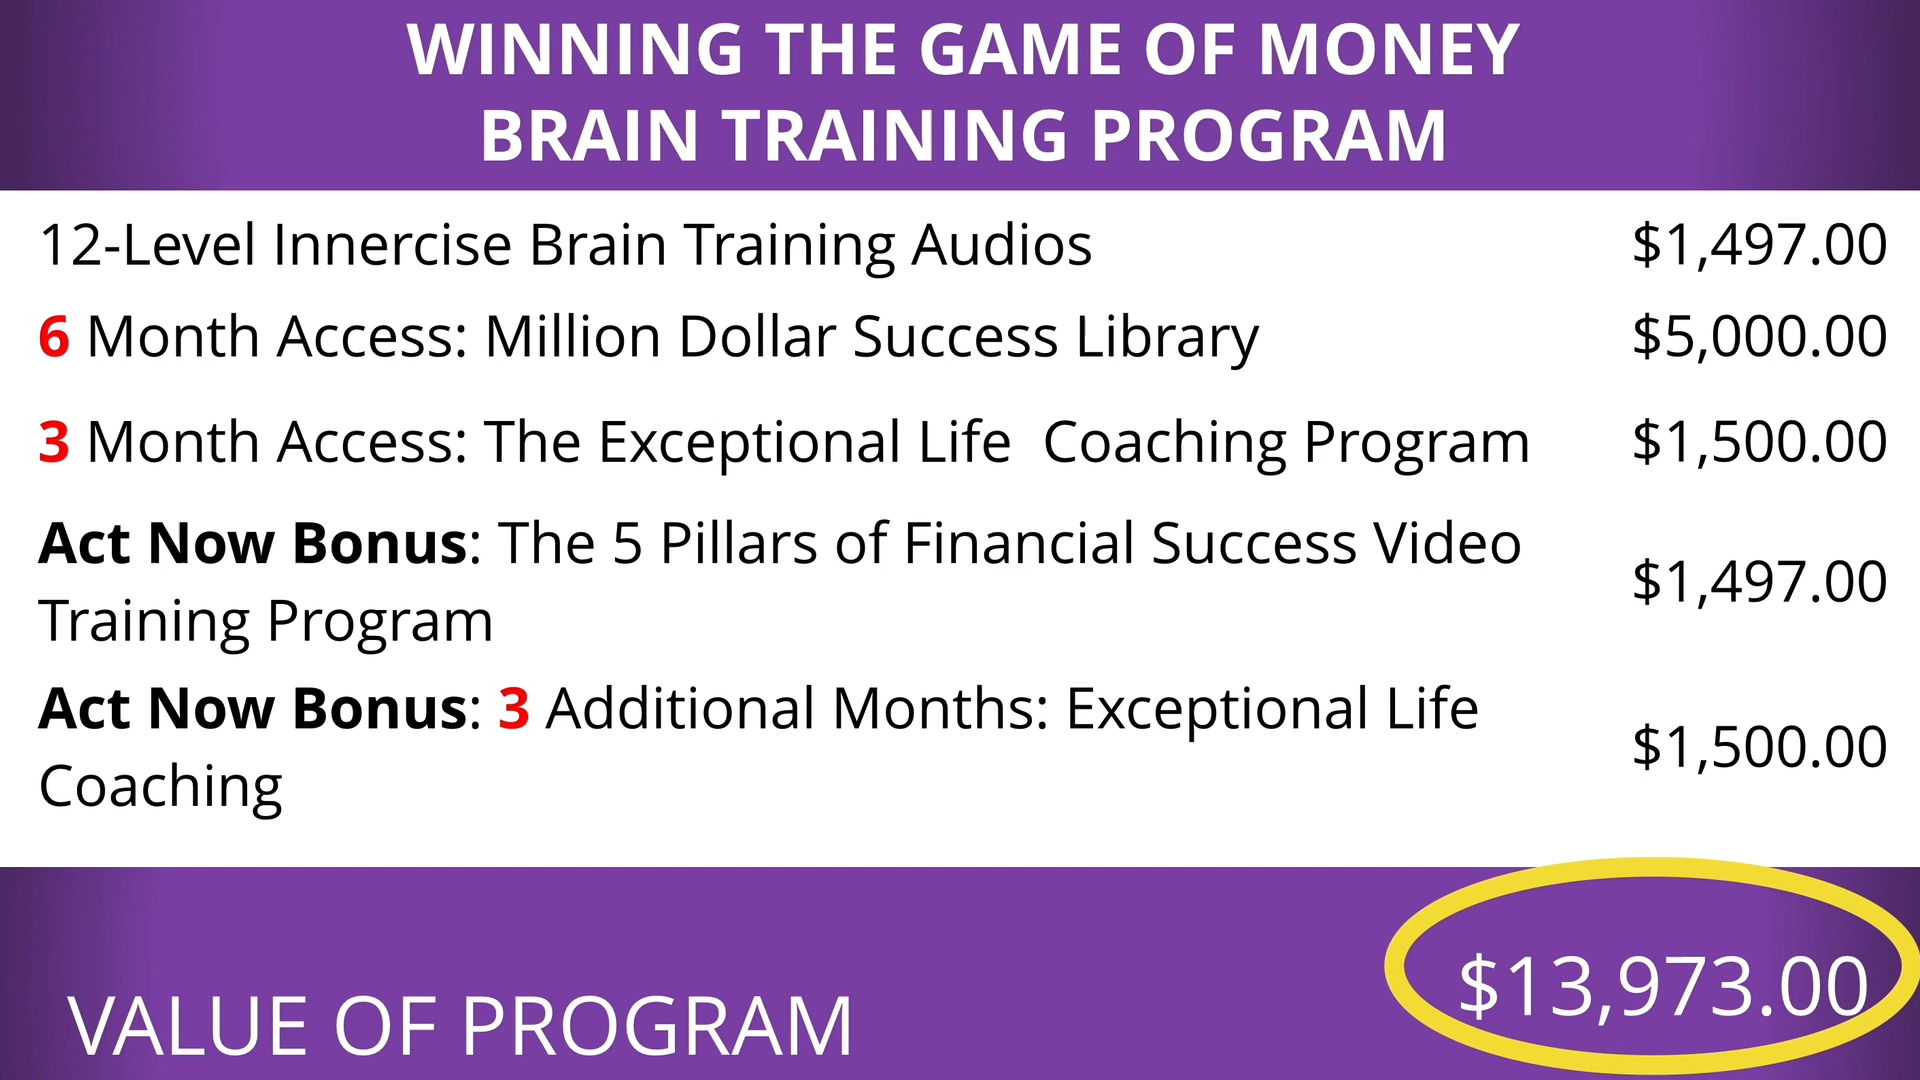 WINNING THE GAME OF MONEY
BRAIN TRAINING PROGRAM
12-Level Innercise Brain Training Audios $1,497.00
6 Month Access: Million Dollar Success Library $5,000.00
3 Month Access: The Exceptional Life  Coaching Program $1,500.00
Act Now Bonus: The 5 Pillars of Financial Success Video
Training Program $1,497.00
Act Now Bonus: 3 Additional Months: Exceptional Life
Coaching $1,500.00
VALUE OF PROGRAM $13,973.00